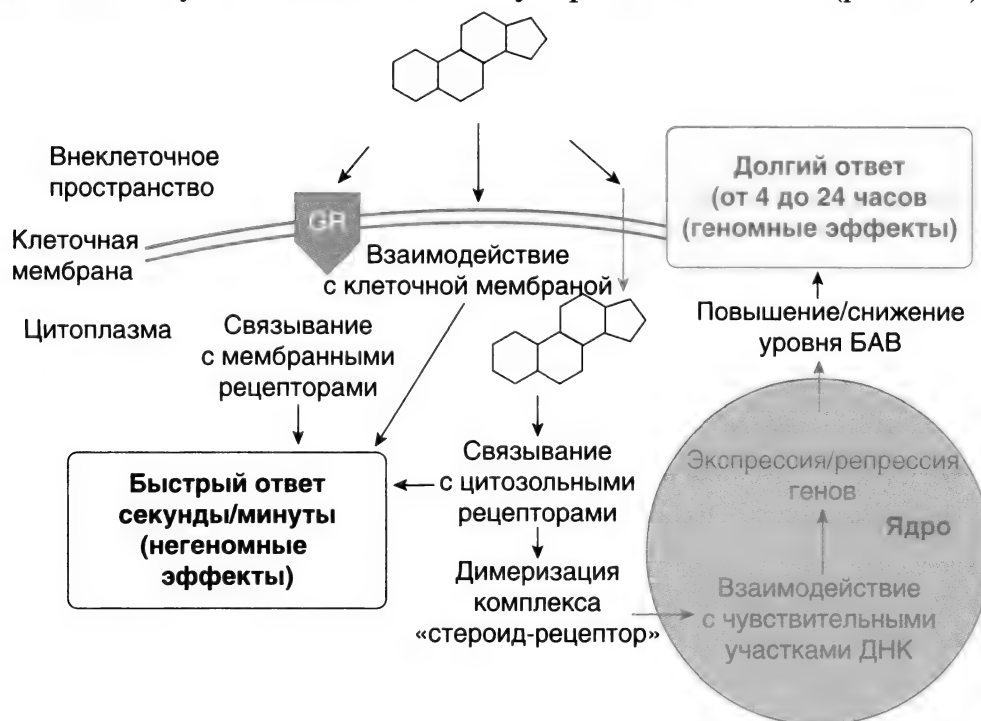 Внеклеточное
пространство
GR
Клеточная
мембрана
Взаимодействие
с клеточной мембраной
Долгий ответ
(от 4 до 24 часов
(геномные эффекты)
Цитоплазма
Связывание
с мембранными
рецепторами
Повышение/снижение
уровня БАВ
Быстрый ответ
секунды/минуты
(негеномные
эффекты)
Связывание
с цитозольными
рецепторами
Димеризация
комплекса
«стероид-рецептор»
Экспрессия/репрессия
генов
Ядро
Взаимодействие
с чувствительными
участками ДНК